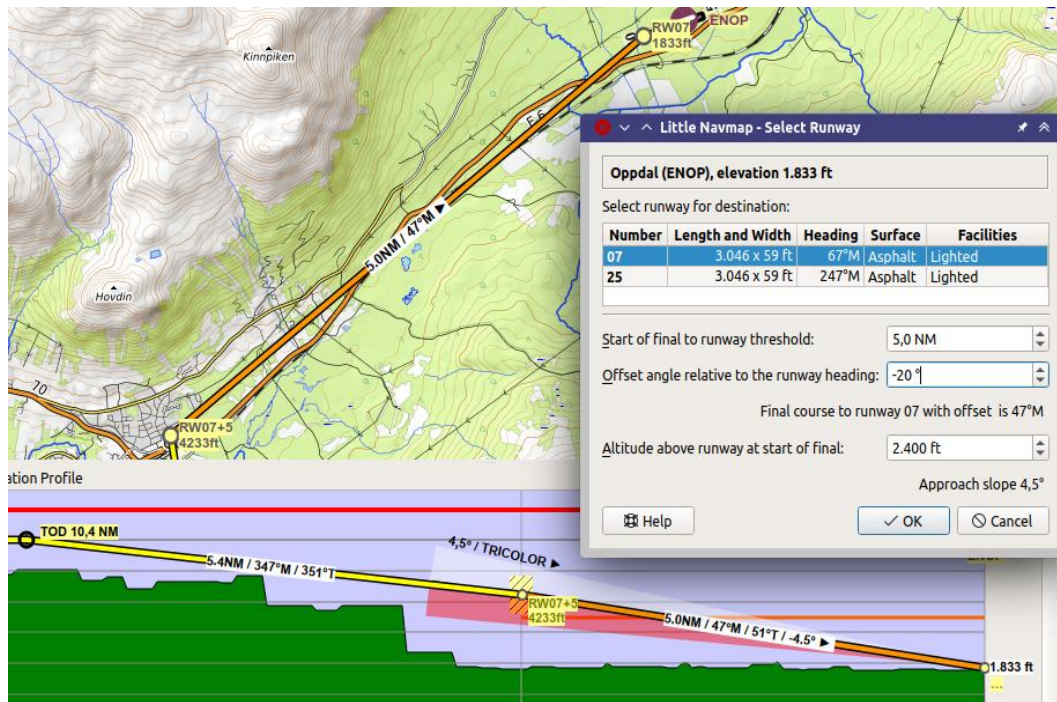 Kinnpiken
RW07
1833ft
ENOP
E 6
5.0NM / 47°M ►
Hovdin
70
RW07+5
4233ft
Little Navmap - Select Runway
Oppdal (ENOP), elevation 1.833 ft
Select runway for destination:
Number Length and Width Heading Surface Facilities
07 3.046 x 59 ft 67°M Asphalt Lighted
25 3.046 x 59 ft 247°M Asphalt Lighted
Start of final to runway threshold: 5,0 NM
Offset angle relative to the runway heading: -20 °
Final course to runway 07 with offset is 47°M
Altitude above runway at start of final: 2.400 ft
Approach slope 4,5°
Help OK Cancel
ation Profile
TOD 10,4 NM
5.4NM / 347°M / 351°T
4,5° / TRICOLOR ►
RW07+5
4233ft
5.0NM / 47°M / 51°T / -4.5° ►
1.833 ft
...